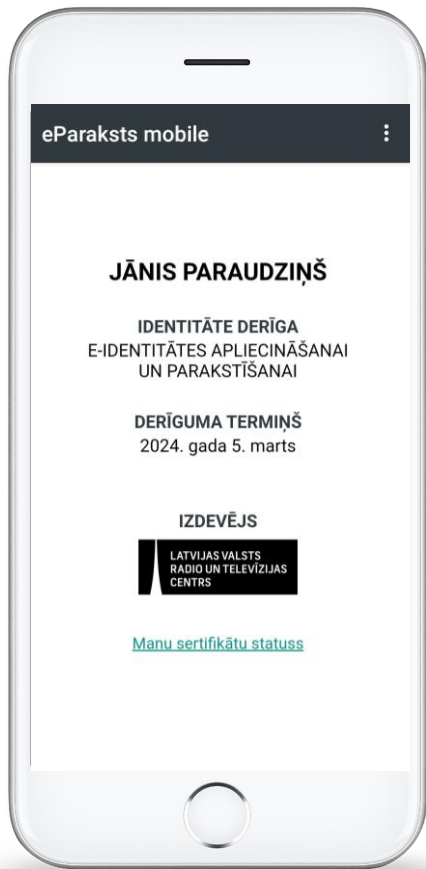 eParaksts mobile
JĀNIS PARAUDZIŅŠ
IDENTITĀTE DERĪGA
E-IDENTITĀTES APLIECINĀŠANAI
UN PARAKSTĪŠANAI
DERĪGUMA TERMIŅŠ
2024. gada 5. marts
IZDEVĒJS
LATVIJAS VALSTS
RADIO UN TELEVĪZIJAS
CENTRS
Manu sertifikātu statuss